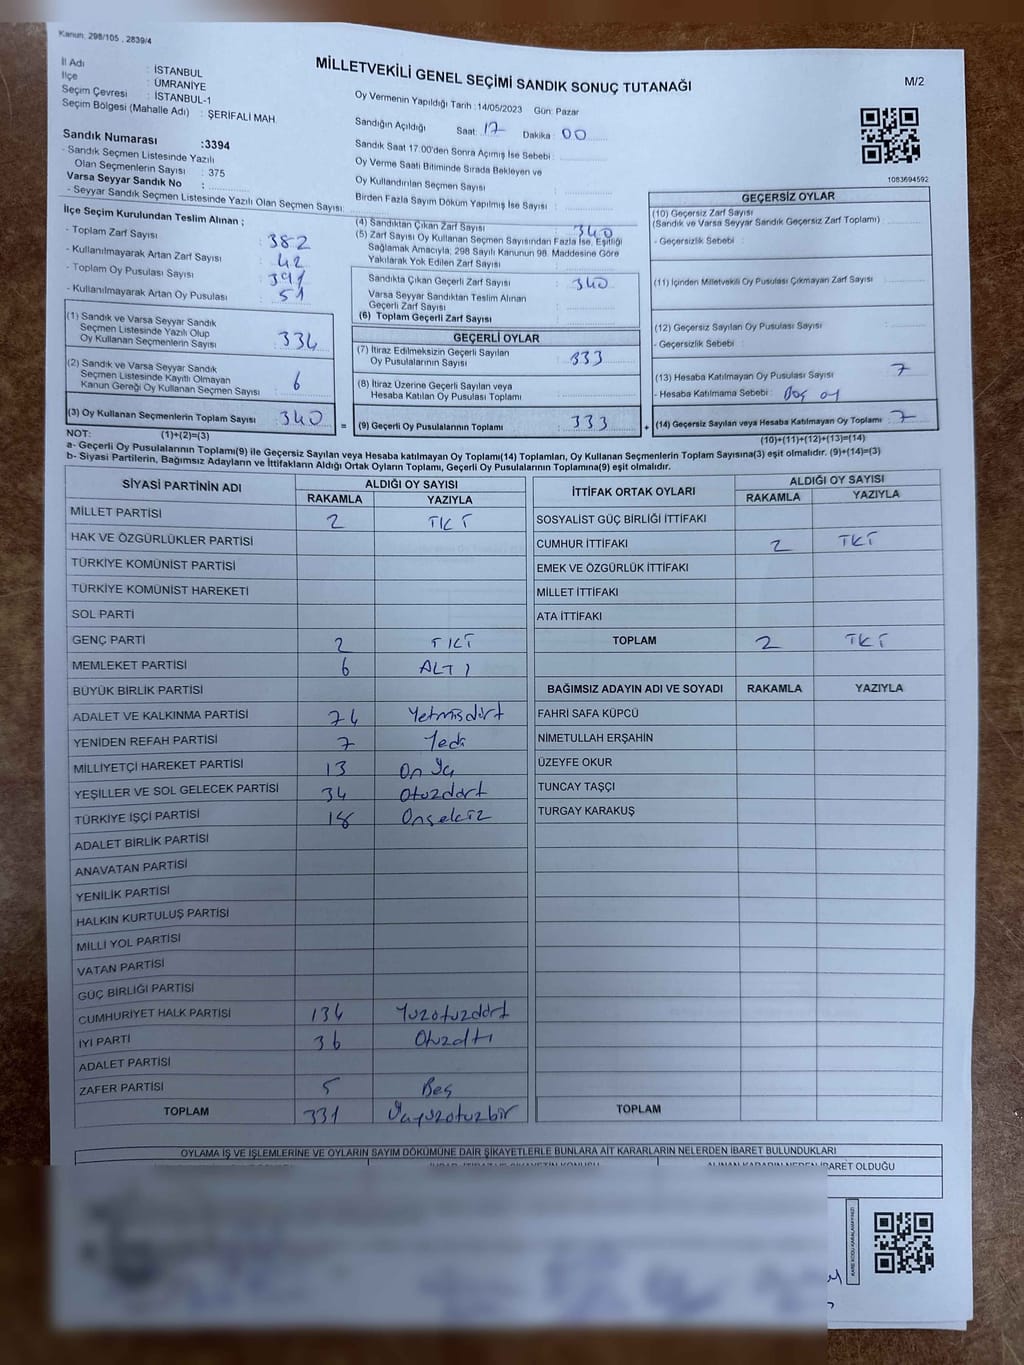 Kanun, 298/105 , 2839/4
MİLLETVEKİLİ GENEL SEÇİMİ SANDIK SONUÇ TUTANAĞI
M/2
İl Adı : İSTANBUL
İlçe : ÜMRANİYE
Seçim Çevresi : İSTANBUL-1
Seçim Bölgesi (Mahalle Adı) : ŞERİFALİ MAH.
Sandık Numarası :3394
- Sandık Seçmen Listesinde Yazılı
Olan Seçmenlerin Sayısı : 375
Varsa Seyyar Sandık No :
- Seyyar Sandık Seçmen Listesinde Yazılı Olan Seçmen Sayısı:
Oy Vermenin Yapıldığı Tarih :14/05/2023 Gün: Pazar
Sandığın Açıldığı Saat: 17 Dakika : 00
Sandık Saat 17:00'den Sonra Açımış İse Sebebi :
Oy Verme Saati Bitiminde Sırada Bekleyen ve
Oy Kullandırılan Seçmen Sayısı :
Birden Fazla Sayım Döküm Yapılmış İse Sayısı :
1083694592
İlçe Seçim Kurulundan Teslim Alınan ;
- Toplam Zarf Sayısı : 382
- Kullanılmayarak Artan Zarf Sayısı : 42
- Toplam Oy Pusulası Sayısı : 391
- Kullanılmayarak Artan Oy Pusulası : 51
(1) Sandık ve Varsa Seyyar Sandık
Seçmen Listesinde Yazılı Olup
Oy Kullanan Seçmenlerin Sayısı : 334
(2) Sandık ve Varsa Seyyar Sandık
Seçmen Listesinde Kayıtlı Olmayan
Kanun Gereği Oy Kullanan Seçmen Sayısı : 6
(3) Oy Kullanan Seçmenlerin Toplam Sayısı : 340
(4) Sandıktan Çıkan Zarf Sayısı : 340
(5) Zarf Sayısı Oy Kullanan Seçmen Sayısından Fazla İse, Eşitliği
Sağlamak Amacıyla, 298 Sayılı Kanunun 98. Maddesine Göre
Yakılarak Yok Edilen Zarf Sayısı :
Sandıkta Çıkan Geçerli Zarf Sayısı : 340
Varsa Seyyar Sandıktan Teslim Alınan
Geçerli Zarf Sayısı :
(6) Toplam Geçerli Zarf Sayısı :
GEÇERLİ OYLAR
(7) İtiraz Edilmeksizin Geçerli Sayılan
Oy Pusulalarının Sayısı : 333
(8) İtiraz Üzerine Geçerli Sayılan veya
Hesaba Katılan Oy Pusulası Toplamı :
= (9) Geçerli Oy Pusulalarının Toplamı : 333
GEÇERSİZ OYLAR
(10) Geçersiz Zarf Sayısı
(Sandık ve Varsa Seyyar Sandık Geçersiz Zarf Toplamı) :
- Geçersizlik Sebebi :
(11) İçinden Milletvekili Oy Pusulası Çıkmayan Zarf Sayısı :
(12) Geçersiz Sayılan Oy Pusulası Sayısı :
- Geçersizlik Sebebi :
(13) Hesaba Katılmayan Oy Pusulası Sayısı : 7
- Hesaba Katılmama Sebebi : Boş oy
+ (14) Geçersiz Sayılan veya Hesaba Katılmayan Oy Toplamı : 7
NOT: (1)+(2)=(3)
(10)+(11)+(12)+(13)=(14)
a- Geçerli Oy Pusulalarının Toplamı(9) ile Geçersiz Sayılan veya Hesaba katılmayan Oy Toplamı(14) Toplamları, Oy Kullanan Seçmenlerin Toplam Sayısına(3) eşit olmalıdır. (9)+(14)=(3)
b- Siyasi Partilerin, Bağımsız Adayların ve İttifakların Aldığı Ortak Oyların Toplamı, Geçerli Oy Pusulalarının Toplamına(9) eşit olmalıdır.
SİYASİ PARTİNİN ADI ALDIĞI OY SAYISI
RAKAMLA YAZIYLA
MİLLET PARTİSİ 2 İKİ
HAK VE ÖZGÜRLÜKLER PARTİSİ
TÜRKİYE KOMÜNİST PARTİSİ
TÜRKİYE KOMÜNİST HAREKETİ
SOL PARTİ
GENÇ PARTİ 2 İKİ
MEMLEKET PARTİSİ 6 ALTI
BÜYÜK BİRLİK PARTİSİ
ADALET VE KALKINMA PARTİSİ 74 Yetmişdört
YENİDEN REFAH PARTİSİ 7 Yedi
MİLLİYETÇİ HAREKET PARTİSİ 13 On Üç
YEŞİLLER VE SOL GELECEK PARTİSİ 34 Otuzdört
TÜRKİYE İŞÇİ PARTİSİ 18 Onsekiz
ADALET BİRLİK PARTİSİ
ANAVATAN PARTİSİ
YENİLİK PARTİSİ
HALKIN KURTULUŞ PARTİSİ
MİLLİ YOL PARTİSİ
VATAN PARTİSİ
GÜÇ BİRLİĞİ PARTİSİ
CUMHURİYET HALK PARTİSİ 134 Yüzotuzdört
İYİ PARTİ 36 Otuzaltı
ADALET PARTİSİ
ZAFER PARTİSİ 5 Beş
TOPLAM 331 Üçyüzotuzbir
İTTİFAK ORTAK OYLARI ALDIĞI OY SAYISI
RAKAMLA YAZIYLA
SOSYALİST GÜÇ BİRLİĞİ İTTİFAKI
CUMHUR İTTİFAKI 2 İKİ
EMEK VE ÖZGÜRLÜK İTTİFAKI
MİLLET İTTİFAKI
ATA İTTİFAKI
TOPLAM 2 İKİ
BAĞIMSIZ ADAYIN ADI VE SOYADI RAKAMLA YAZIYLA
FAHRİ SAFA KÜPCÜ
NİMETULLAH ERŞAHİN
ÜZEYFE OKUR
TUNCAY TAŞÇI
TURGAY KARAKUŞ
TOPLAM
OYLAMA İŞ VE İŞLEMLERİNE VE OYLARIN SAYIM DÖKÜMÜNE DAİR ŞİKAYETLERLE BUNLARA AİT KARARLARIN NELERDEN İBARET BULUNDUKLARI
ALINAN KARARIN NEDEN İBARET OLDUĞU